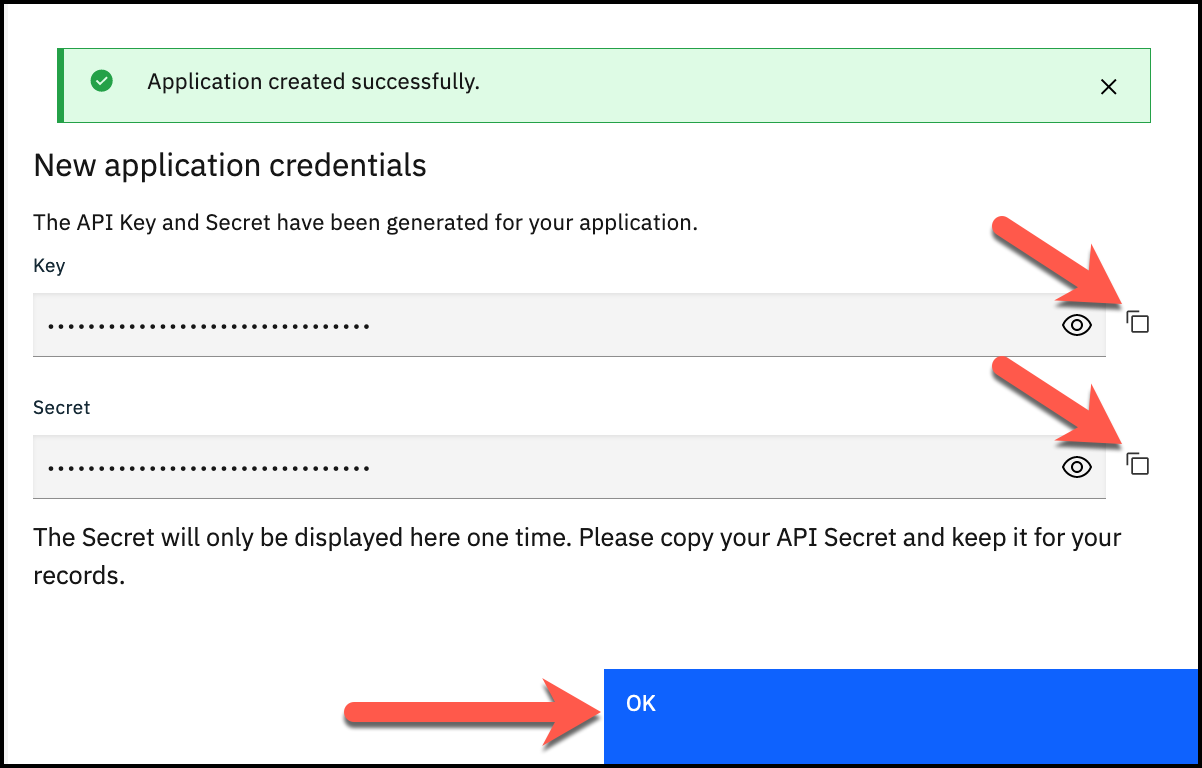 Application created successfully.
New application credentials
The API Key and Secret have been generated for your application.
Key
••••••••••••••••••••••••••••••••
Secret
••••••••••••••••••••••••••••••••
The Secret will only be displayed here one time. Please copy your API Secret and keep it for your
records.
OK